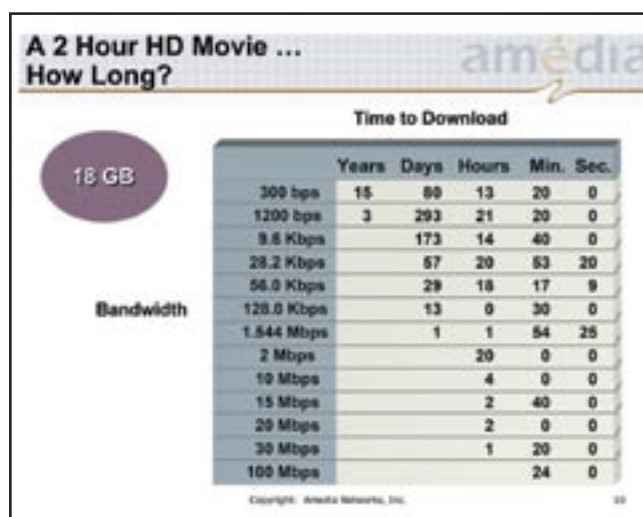 A 2 Hour HD Movie ...
How Long?
amedia
Time to Download
18 GB
Years Days Hours Min. Sec.
300 bps 15 80 13 20 0
1200 bps 3 293 21 20 0
9.6 Kbps 173 14 40 0
28.2 Kbps 57 20 53 20
56.0 Kbps 29 18 17 9
Bandwidth
128.0 Kbps 13 0 30 0
1.544 Mbps 1 1 54 25
2 Mbps 20 0 0
10 Mbps 4 0 0
15 Mbps 2 40 0
20 Mbps 2 0 0
30 Mbps 1 20 0
100 Mbps 24 0
Copyright: Amedia Networks, Inc.